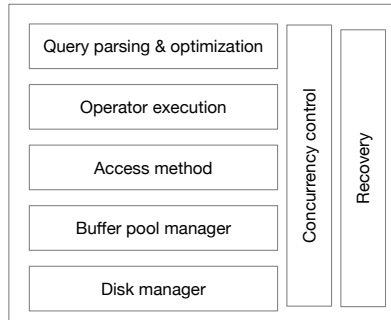 Query parsing & optimization
Operator execution
Access method
Buffer pool manager
Disk manager
Concurrency control
Recovery